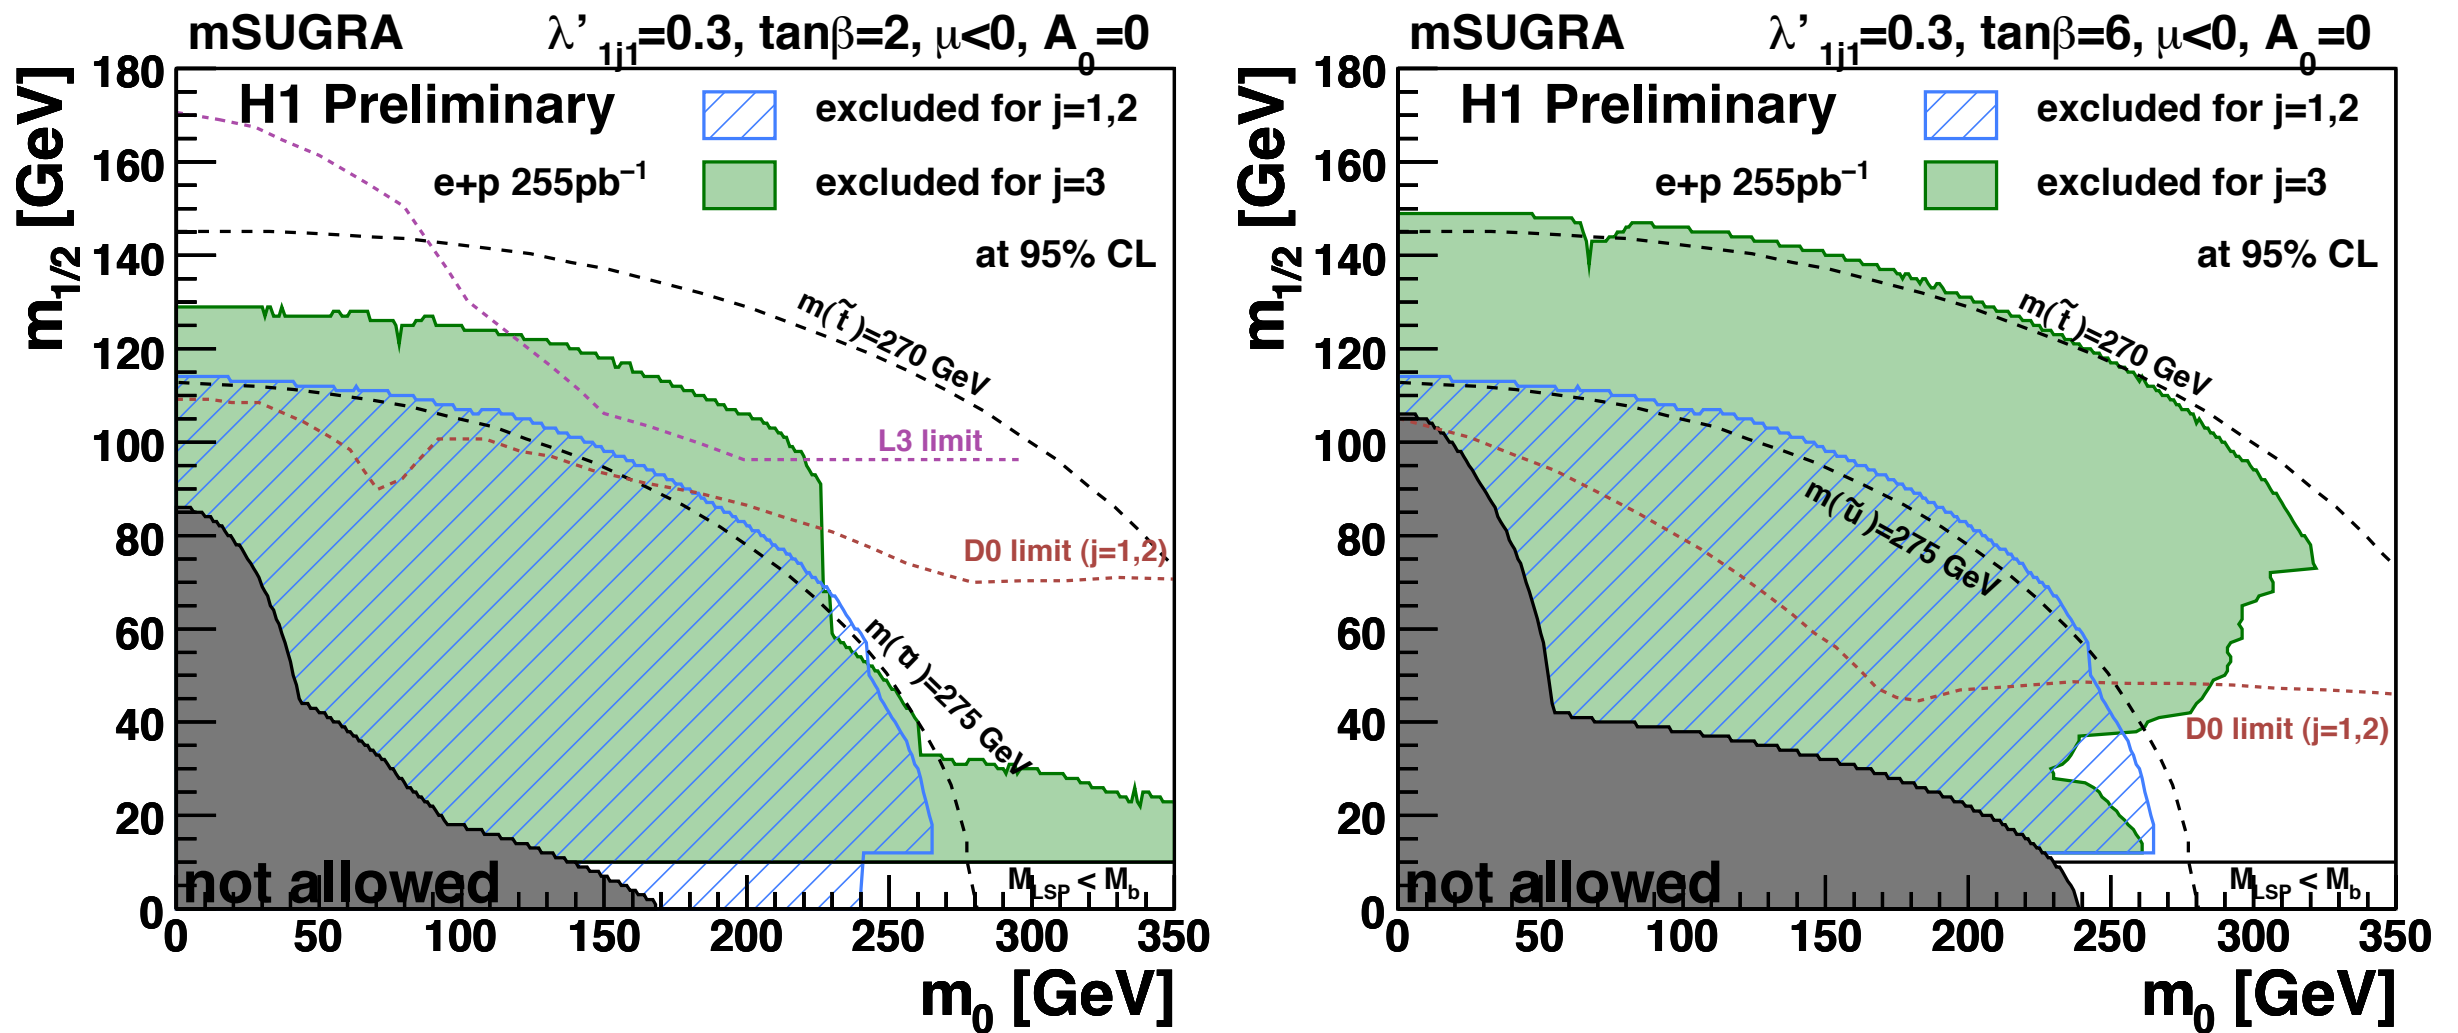 mSUGRA λ’1j1=0.3, tanβ=2, μ<0, A0=0
m1/2 [GeV]
180
160
140
120
100
80
60
40
20
0
H1 Preliminary
e+p 255pb−1
excluded for j=1,2
excluded for j=3
at 95% CL
m(t̃)=270 GeV
L3 limit
D0 limit (j=1,2)
m(ũ)=275 GeV
not allowed
MLSP < Mb
0 50 100 150 200 250 300 350
m0 [GeV]
mSUGRA λ’1j1=0.3, tanβ=6, μ<0, A0=0
m1/2 [GeV]
180
160
140
120
100
80
60
40
20
0
H1 Preliminary
e+p 255pb−1
excluded for j=1,2
excluded for j=3
at 95% CL
m(t̃)=270 GeV
m(ũ)=275 GeV
D0 limit (j=1,2)
not allowed
MLSP < Mb
0 50 100 150 200 250 300 350
m0 [GeV]